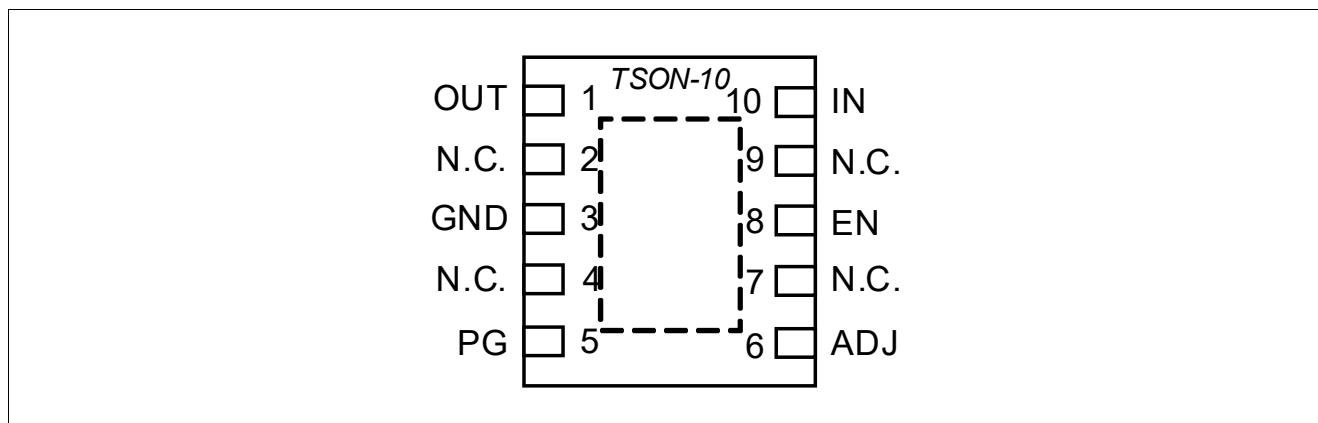 TSON-10
OUT 1 10 IN
N.C. 2 9 N.C.
GND 3 8 EN
N.C. 4 7 N.C.
PG 5 6 ADJ